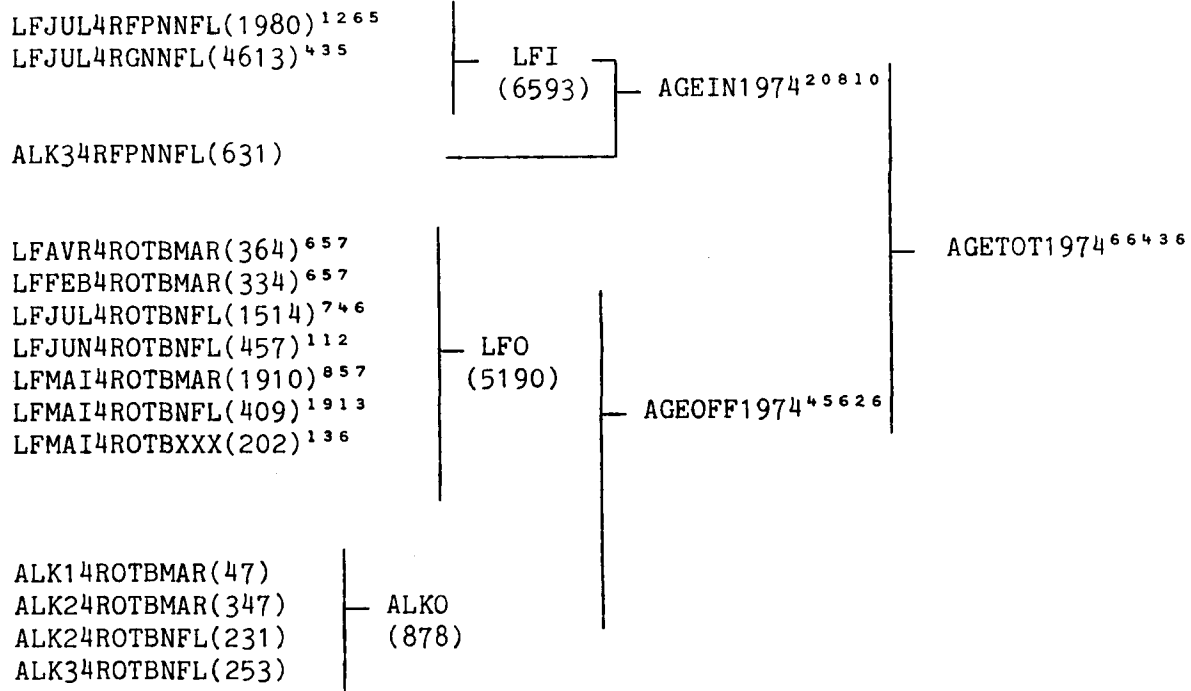 LFJUL4RFPNNFL(1980)¹²⁶⁵
LFJUL4RGNNFL(4613)⁴³⁵
LFI
(6593)
AGEIN1974²⁰⁸¹⁰
ALK34RFPNNFL(631)
AGETOT1974⁶⁶⁴³⁶
LFAVR4ROTBMAR(364)⁶⁵⁷
LFFEB4ROTBMAR(334)⁶⁵⁷
LFJUL4ROTBNFL(1514)⁷⁴⁶
LFJUN4ROTBNFL(457)¹¹²
LFMAI4ROTBMAR(1910)⁸⁵⁷
LFMAI4ROTBNFL(409)¹⁹¹³
LFMAI4ROTBXXX(202)¹³⁶
LFO
(5190)
AGEOFF1974⁴⁵⁶²⁶
ALK14ROTBMAR(47)
ALK24ROTBMAR(347)
ALK24ROTBNFL(231)
ALK34ROTBNFL(253)
ALKO
(878)